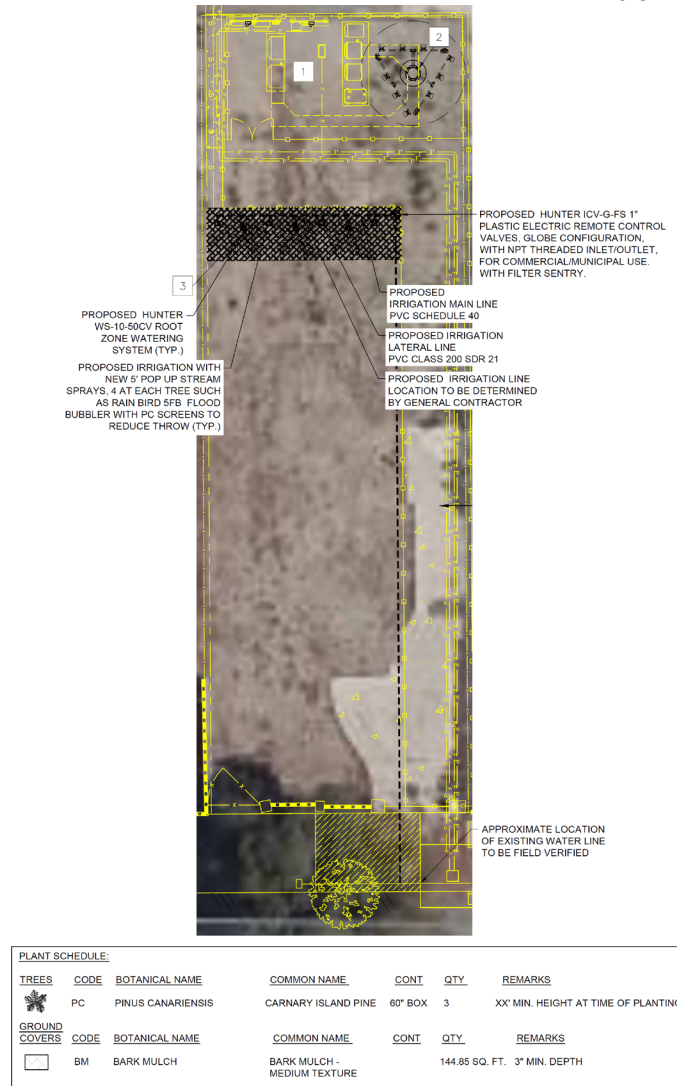 2
1
PROPOSED HUNTER ICV-G-FS 1"
PLASTIC ELECTRIC REMOTE CONTROL
VALVES, GLOBE CONFIGURATION,
WITH NPT THREADED INLET/OUTLET,
FOR COMMERCIAL/MUNICIPAL USE.
WITH FILTER SENTRY.
3
PROPOSED
IRRIGATION MAIN LINE
PVC SCHEDULE 40
PROPOSED HUNTER
WS-10-50CV ROOT
ZONE WATERING
SYSTEM (TYP.)
PROPOSED IRRIGATION
LATERAL LINE
PVC CLASS 200 SDR 21
PROPOSED IRRIGATION WITH
NEW 5' POP UP STREAM
SPRAYS, 4 AT EACH TREE SUCH
AS RAIN BIRD 5FB FLOOD
BUBBLER WITH PC SCREENS TO
REDUCE THROW (TYP.)
PROPOSED IRRIGATION LINE
LOCATION TO BE DETERMINED
BY GENERAL CONTRACTOR
APPROXIMATE LOCATION
OF EXISTING WATER LINE
TO BE FIELD VERIFIED
PLANT SCHEDULE:
TREES CODE BOTANICAL NAME COMMON NAME CONT QTY REMARKS
PC PINUS CANARIENSIS CARNARY ISLAND PINE 60" BOX 3 XX' MIN. HEIGHT AT TIME OF PLANTING
GROUND
COVERS CODE BOTANICAL NAME COMMON NAME CONT QTY REMARKS
BM BARK MULCH BARK MULCH - 144.85 SQ. FT. 3" MIN. DEPTH
MEDIUM TEXTURE